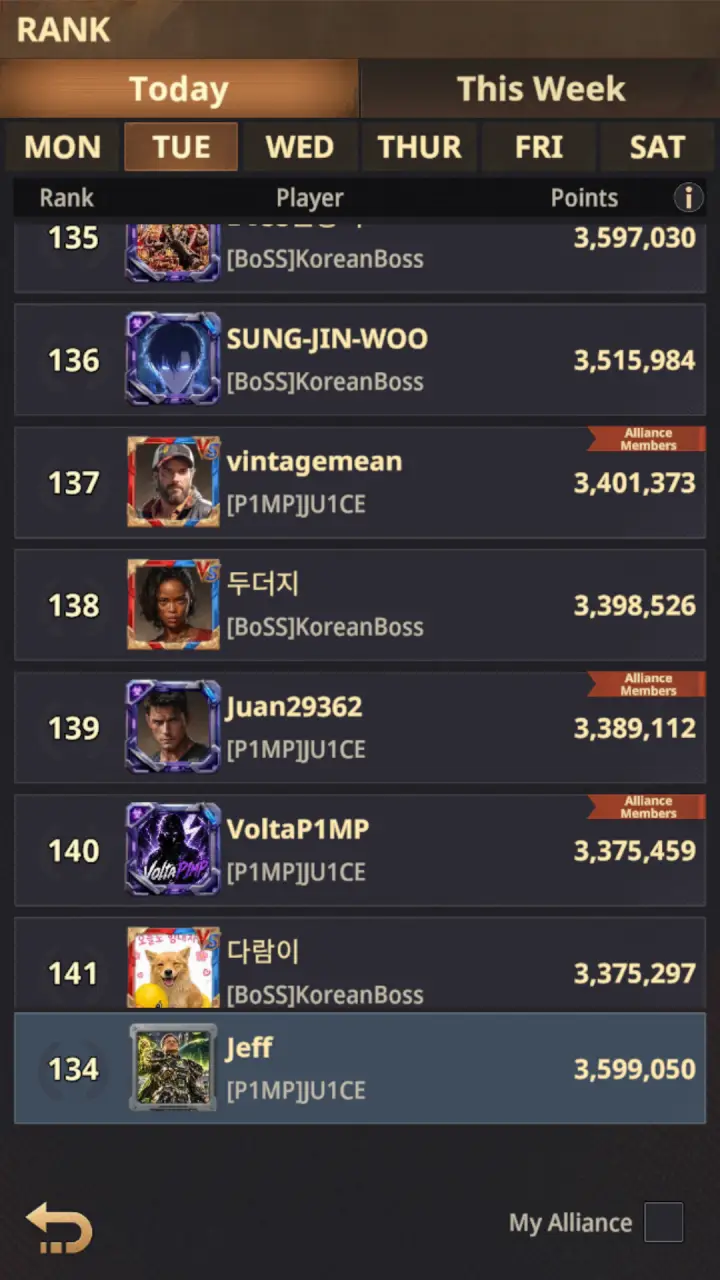 RANK
Today
This Week
MON
TUE
WED
THUR
FRI
SAT
Rank
Player
Points
135
[BoSS]KoreanBoss
3,597,030
136
SUNG-JIN-WOO
[BoSS]KoreanBoss
3,515,984
137
vintagemean
[P1MP]JU1CE
Alliance
Members
3,401,373
138
두더지
[BoSS]KoreanBoss
3,398,526
139
Juan29362
[P1MP]JU1CE
Alliance
Members
3,389,112
140
VoltaP1MP
[P1MP]JU1CE
Alliance
Members
3,375,459
141
다람이
[BoSS]KoreanBoss
3,375,297
134
Jeff
[P1MP]JU1CE
3,599,050
My Alliance